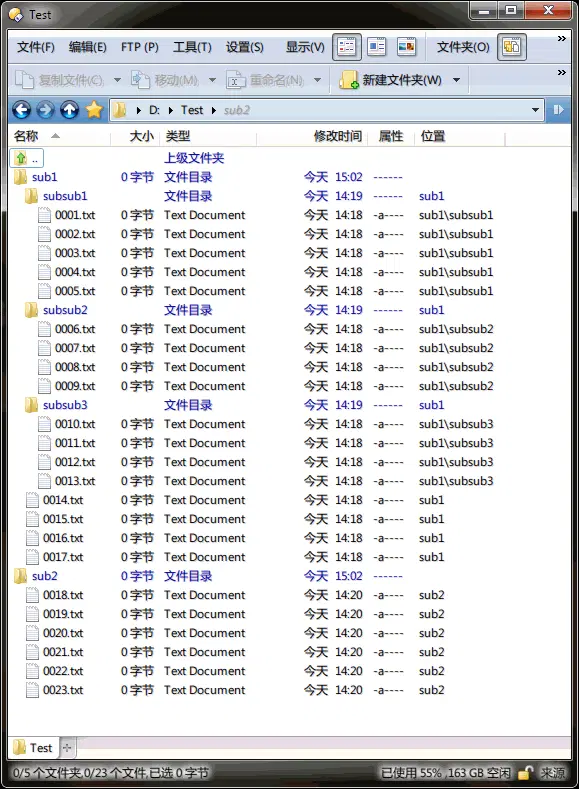 Test
文件(F) 编辑(E) FTP (P) 工具(T) 设置(S) 显示(V) 文件夹(O) »
复制文件(C) 移动(M) 重命名(N) 新建文件夹(W) »
D: Test sub2
名称 大小 类型 修改时间 属性 位置
.. 上级文件夹
sub1 0 字节 文件目录 今天 15:02 ------
subsub1 文件目录 今天 14:19 ------ sub1
0001.txt 0 字节 Text Document 今天 14:18 -a---- sub1\subsub1
0002.txt 0 字节 Text Document 今天 14:18 -a---- sub1\subsub1
0003.txt 0 字节 Text Document 今天 14:18 -a---- sub1\subsub1
0004.txt 0 字节 Text Document 今天 14:18 -a---- sub1\subsub1
0005.txt 0 字节 Text Document 今天 14:18 -a---- sub1\subsub1
subsub2 文件目录 今天 14:19 ------ sub1
0006.txt 0 字节 Text Document 今天 14:18 -a---- sub1\subsub2
0007.txt 0 字节 Text Document 今天 14:18 -a---- sub1\subsub2
0008.txt 0 字节 Text Document 今天 14:18 -a---- sub1\subsub2
0009.txt 0 字节 Text Document 今天 14:18 -a---- sub1\subsub2
subsub3 文件目录 今天 14:19 ------ sub1
0010.txt 0 字节 Text Document 今天 14:18 -a---- sub1\subsub3
0011.txt 0 字节 Text Document 今天 14:18 -a---- sub1\subsub3
0012.txt 0 字节 Text Document 今天 14:18 -a---- sub1\subsub3
0013.txt 0 字节 Text Document 今天 14:18 -a---- sub1\subsub3
0014.txt 0 字节 Text Document 今天 14:18 -a---- sub1
0015.txt 0 字节 Text Document 今天 14:18 -a---- sub1
0016.txt 0 字节 Text Document 今天 14:18 -a---- sub1
0017.txt 0 字节 Text Document 今天 14:18 -a---- sub1
sub2 0 字节 文件目录 今天 15:02 ------
0018.txt 0 字节 Text Document 今天 14:20 -a---- sub2
0019.txt 0 字节 Text Document 今天 14:20 -a---- sub2
0020.txt 0 字节 Text Document 今天 14:20 -a---- sub2
0021.txt 0 字节 Text Document 今天 14:20 -a---- sub2
0022.txt 0 字节 Text Document 今天 14:20 -a---- sub2
0023.txt 0 字节 Text Document 今天 14:20 -a---- sub2
Test
0/5 个文件夹,0/23 个文件,已选 0 字节 已使用 55% ,163 GB 空闲 来源